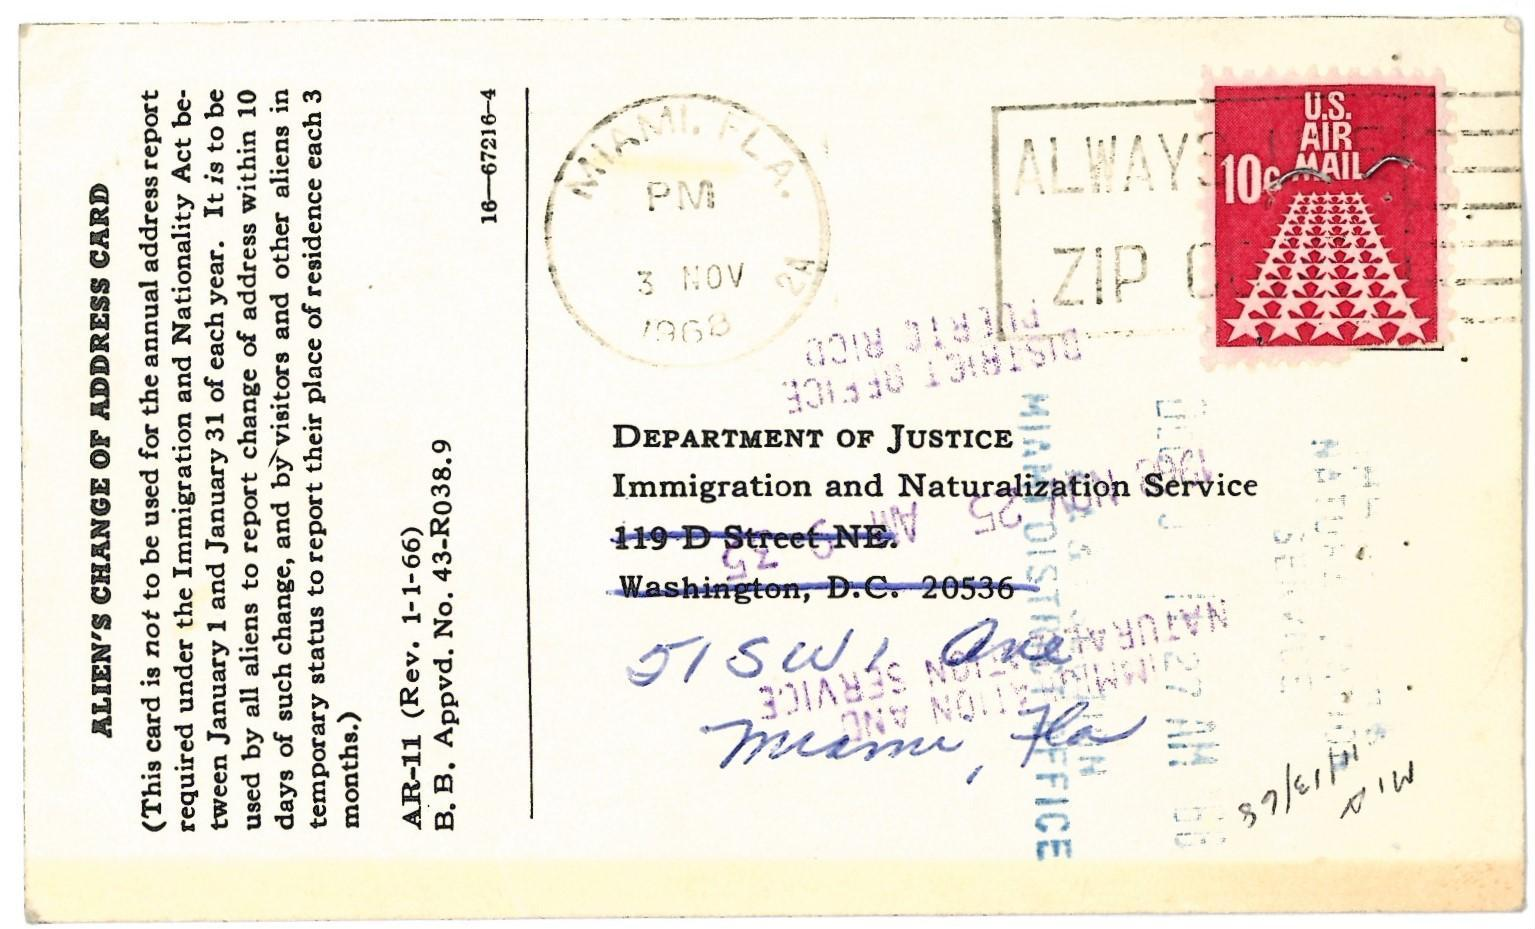 ALIEN'S CHANGE OF ADDRESS CARD
(This card is not to be used for the annual address report
required under the Immigration and Nationality Act be-
tween January 1 and January 31 of each year. It is to be
used by all aliens to report change of address within 10
days of such change, and by visitors and other aliens in
temporary status to report their place of residence each 3
months.)
AR-11 (Rev. 1-1-66)
B. B. Appvd. No. 43-R038.9
16—67216-4
MIAMI, FLA.
PM
3 NOV
1968
ALWAYS
ZIP
U.S.
AIR
MAIL
10c
DISTRICT OFFICE
PUERTO RICO
DEPARTMENT OF JUSTICE
Immigration and Naturalization Service
119 D Street NE.
Washington, D.C. 20536
51 SW 1 Ave
Miami, Fla
1968 NOV 25
AM 9 35
IMMIGRATION AND
NATURALIZATION SERVICE
MIAMI DISTRICT OFFICE
27 AM
MIA
11/13/68